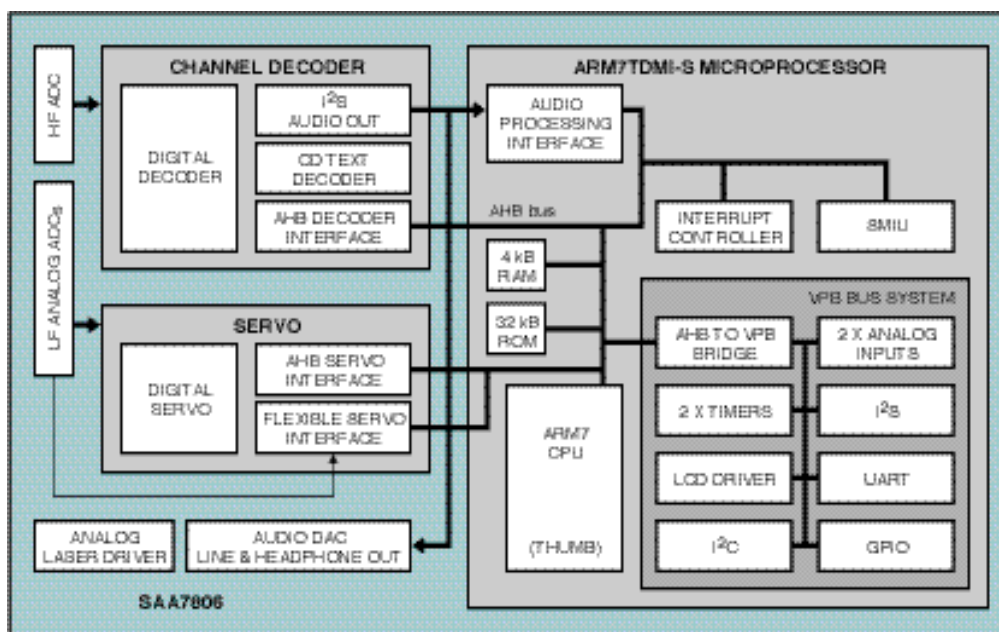 CHANNEL DECODER
HF ADC
DIGITAL
DECODER
I²S
AUDIO OUT
CD TEXT
DECODER
AHB DECODER
INTERFACE
LF ANALOG ADCs
SERVO
DIGITAL
SERVO
AHB SERVO
INTERFACE
FLEXIBLE SERVO
INTERFACE
ANALOG
LASER DRIVER
AUDIO DAC
LINE & HEADPHONE OUT
SAA7806
ARM7TDMI-S MICROPROCESSOR
AUDIO
PROCESSING
INTERFACE
AHB bus
INTERRUPT
CONTROLLER
SMIU
4 kB
RAM
32 kB
ROM
ARM7
CPU
(THUMB)
VPB BUS SYSTEM
AHB TO VPB
BRIDGE
2 X ANALOG
INPUTS
2 X TIMERS
I²S
LCD DRIVER
UART
I²C
GPIO